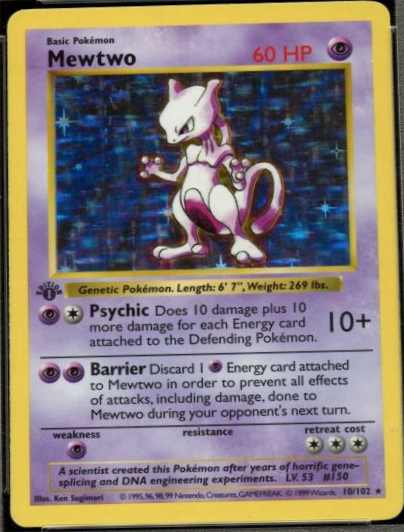 Basic Pokémon
Mewtwo 60 HP
EDITION
1
Genetic Pokémon. Length: 6' 7", Weight: 269 lbs.
Psychic Does 10 damage plus 10
more damage for each Energy card
attached to the Defending Pokémon.
10+
Barrier Discard 1 Energy card attached
to Mewtwo in order to prevent all effects
of attacks, including damage, done to
Mewtwo during your opponent's next turn.
weakness resistance retreat cost
A scientist created this Pokémon after years of horrific gene-
splicing and DNA engineering experiments. LV. 53 #150
Illus. Ken Sugimori © 1995, 96, 98, 99 Nintendo, Creatures, GAMEFREAK. © 1999 Wizards. 10/102 ★